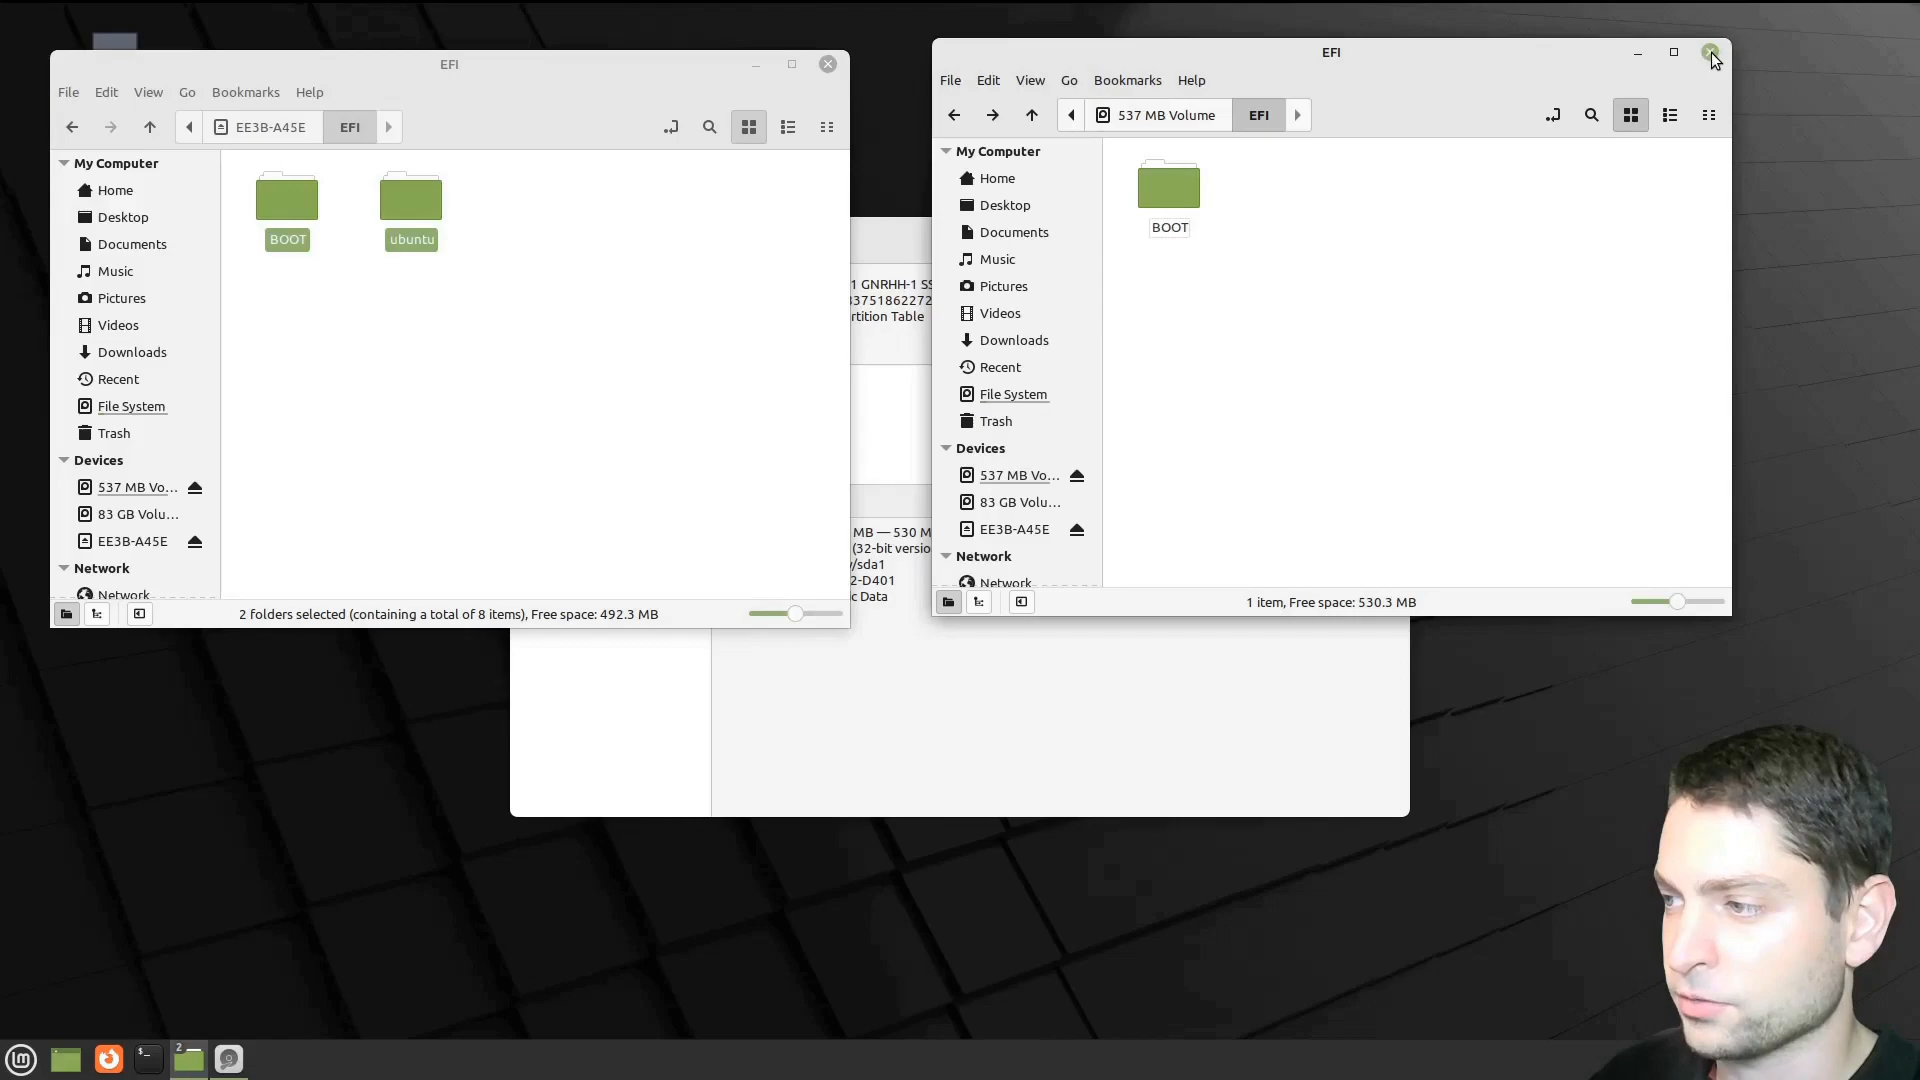 EFI
File Edit View Go Bookmarks Help
EE3B-A45E EFI
My Computer
Home
Desktop
Documents
Music
Pictures
Videos
Downloads
Recent
File System
Trash
Devices
537 MB Vo...
83 GB Volu...
EE3B-A45E
Network
Network
BOOT ubuntu
2 folders selected (containing a total of 8 items), Free space: 492.3 MB
1 GNRHH-1 SS
3751862272
rtition Table
MB — 530 M
(32-bit versio
/sda1
2-D401
ic Data
EFI
File Edit View Go Bookmarks Help
537 MB Volume EFI
My Computer
Home
Desktop
Documents
Music
Pictures
Videos
Downloads
Recent
File System
Trash
Devices
537 MB Vo...
83 GB Volu...
EE3B-A45E
Network
Network
BOOT
1 item, Free space: 530.3 MB
2
$_